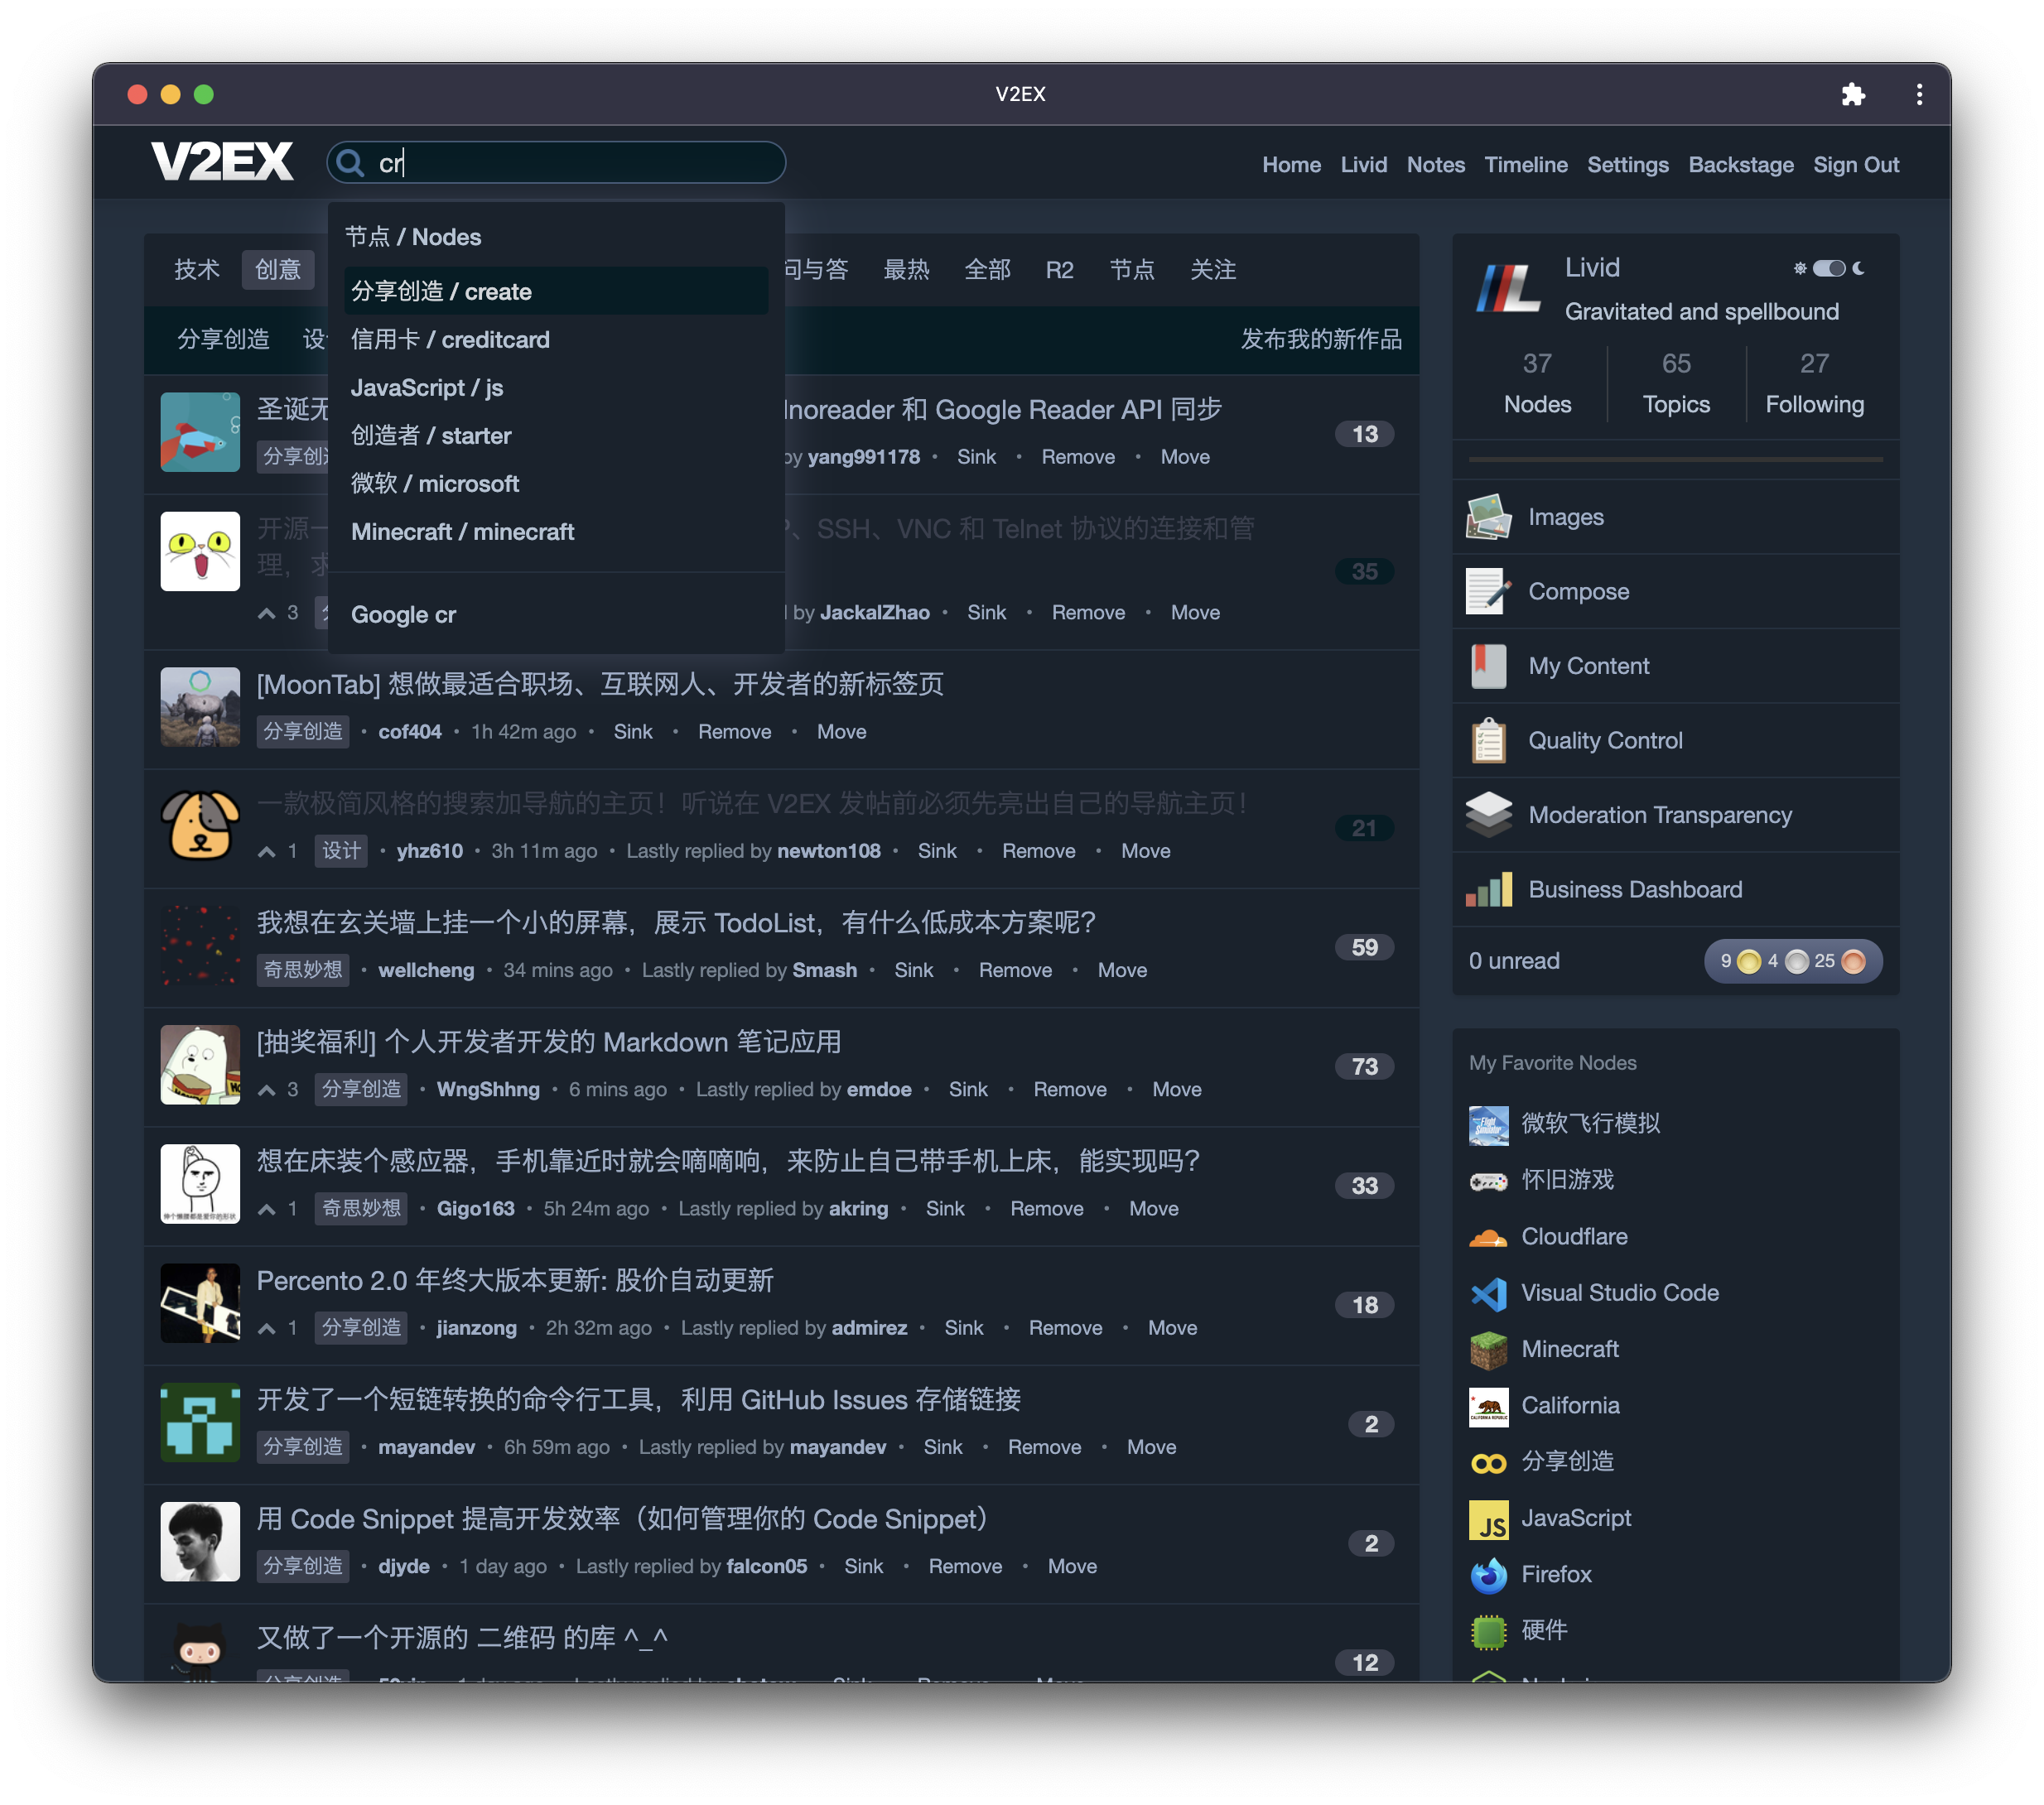 V2EX
V2EX
cr
Home Livid Notes Timeline Settings Backstage Sign Out
节点 / Nodes
分享创造 / create
信用卡 / creditcard
JavaScript / js
创造者 / starter
微软 / microsoft
Minecraft / minecraft
Google cr
技术 创意 问与答 最热 全部 R2 节点 关注
分享创造 发布我的新作品
圣诞 Inoreader 和 Google Reader API 同步
13
分享创 by yang991178 • Sink • Remove • Move
开源一 、SSH、VNC 和 Telnet 协议的连接和管
理，求
35
3 by JackalZhao • Sink • Remove • Move
[MoonTab] 想做最适合职场、互联网人、开发者的新标签页
分享创造 • cof404 • 1h 42m ago • Sink • Remove • Move
一款极简风格的搜索加导航的主页！听说在 V2EX 发帖前必须先亮出自己的导航主页！
21
1 设计 • yhz610 • 3h 11m ago • Lastly replied by newton108 • Sink • Remove • Move
我想在玄关墙上挂一个小的屏幕，展示 TodoList，有什么低成本方案呢？
59
奇思妙想 • wellcheng • 34 mins ago • Lastly replied by Smash • Sink • Remove • Move
[抽奖福利] 个人开发者开发的 Markdown 笔记应用
73
3 分享创造 • WngShhng • 6 mins ago • Lastly replied by emdoe • Sink • Remove • Move
想在床装个感应器，手机靠近时就会嘀嘀响，来防止自己带手机上床，能实现吗？
33
1 奇思妙想 • Gigo163 • 5h 24m ago • Lastly replied by akring • Sink • Remove • Move
Percento 2.0 年终大版本更新: 股价自动更新
18
1 分享创造 • jianzong • 2h 32m ago • Lastly replied by admirez • Sink • Remove • Move
开发了一个短链转换的命令行工具，利用 GitHub Issues 存储链接
2
分享创造 • mayandev • 6h 59m ago • Lastly replied by mayandev • Sink • Remove • Move
用 Code Snippet 提高开发效率（如何管理你的 Code Snippet）
2
分享创造 • djyde • 1 day ago • Lastly replied by falcon05 • Sink • Remove • Move
又做了一个开源的 二维码 的库 ^_^
12
Livid
Gravitated and spellbound
37 65 27
Nodes Topics Following
Images
Compose
My Content
Quality Control
Moderation Transparency
Business Dashboard
0 unread 9 4 25
My Favorite Nodes
微软飞行模拟
怀旧游戏
Cloudflare
Visual Studio Code
Minecraft
California
分享创造
JS JavaScript
Firefox
硬件